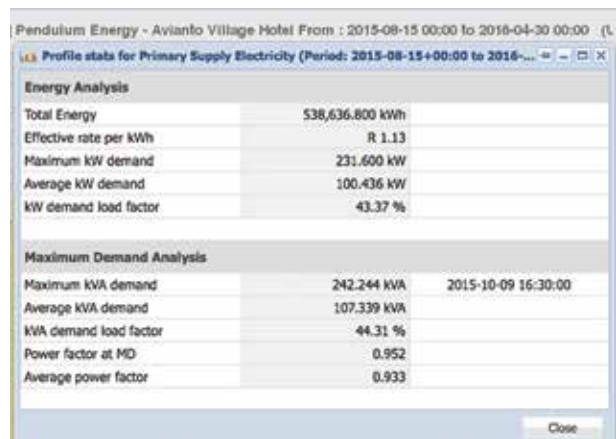 Pendulum Energy - Avianto Village Hotel From : 2015-08-15 00:00 to 2016-04-30 00:00 (L
Profile stats for Primary Supply Electricity (Period: 2015-08-15+00:00 to 2016-...
Energy Analysis
Total Energy 538,636.800 kWh
Effective rate per kWh R 1.13
Maximum kW demand 231.600 kW
Average kW demand 100.436 kW
kW demand load factor 43.37 %
Maximum Demand Analysis
Maximum kVA demand 242.244 kVA 2015-10-09 16:30:00
Average kVA demand 107.339 kVA
kVA demand load factor 44.31 %
Power factor at MD 0.952
Average power factor 0.933
Close